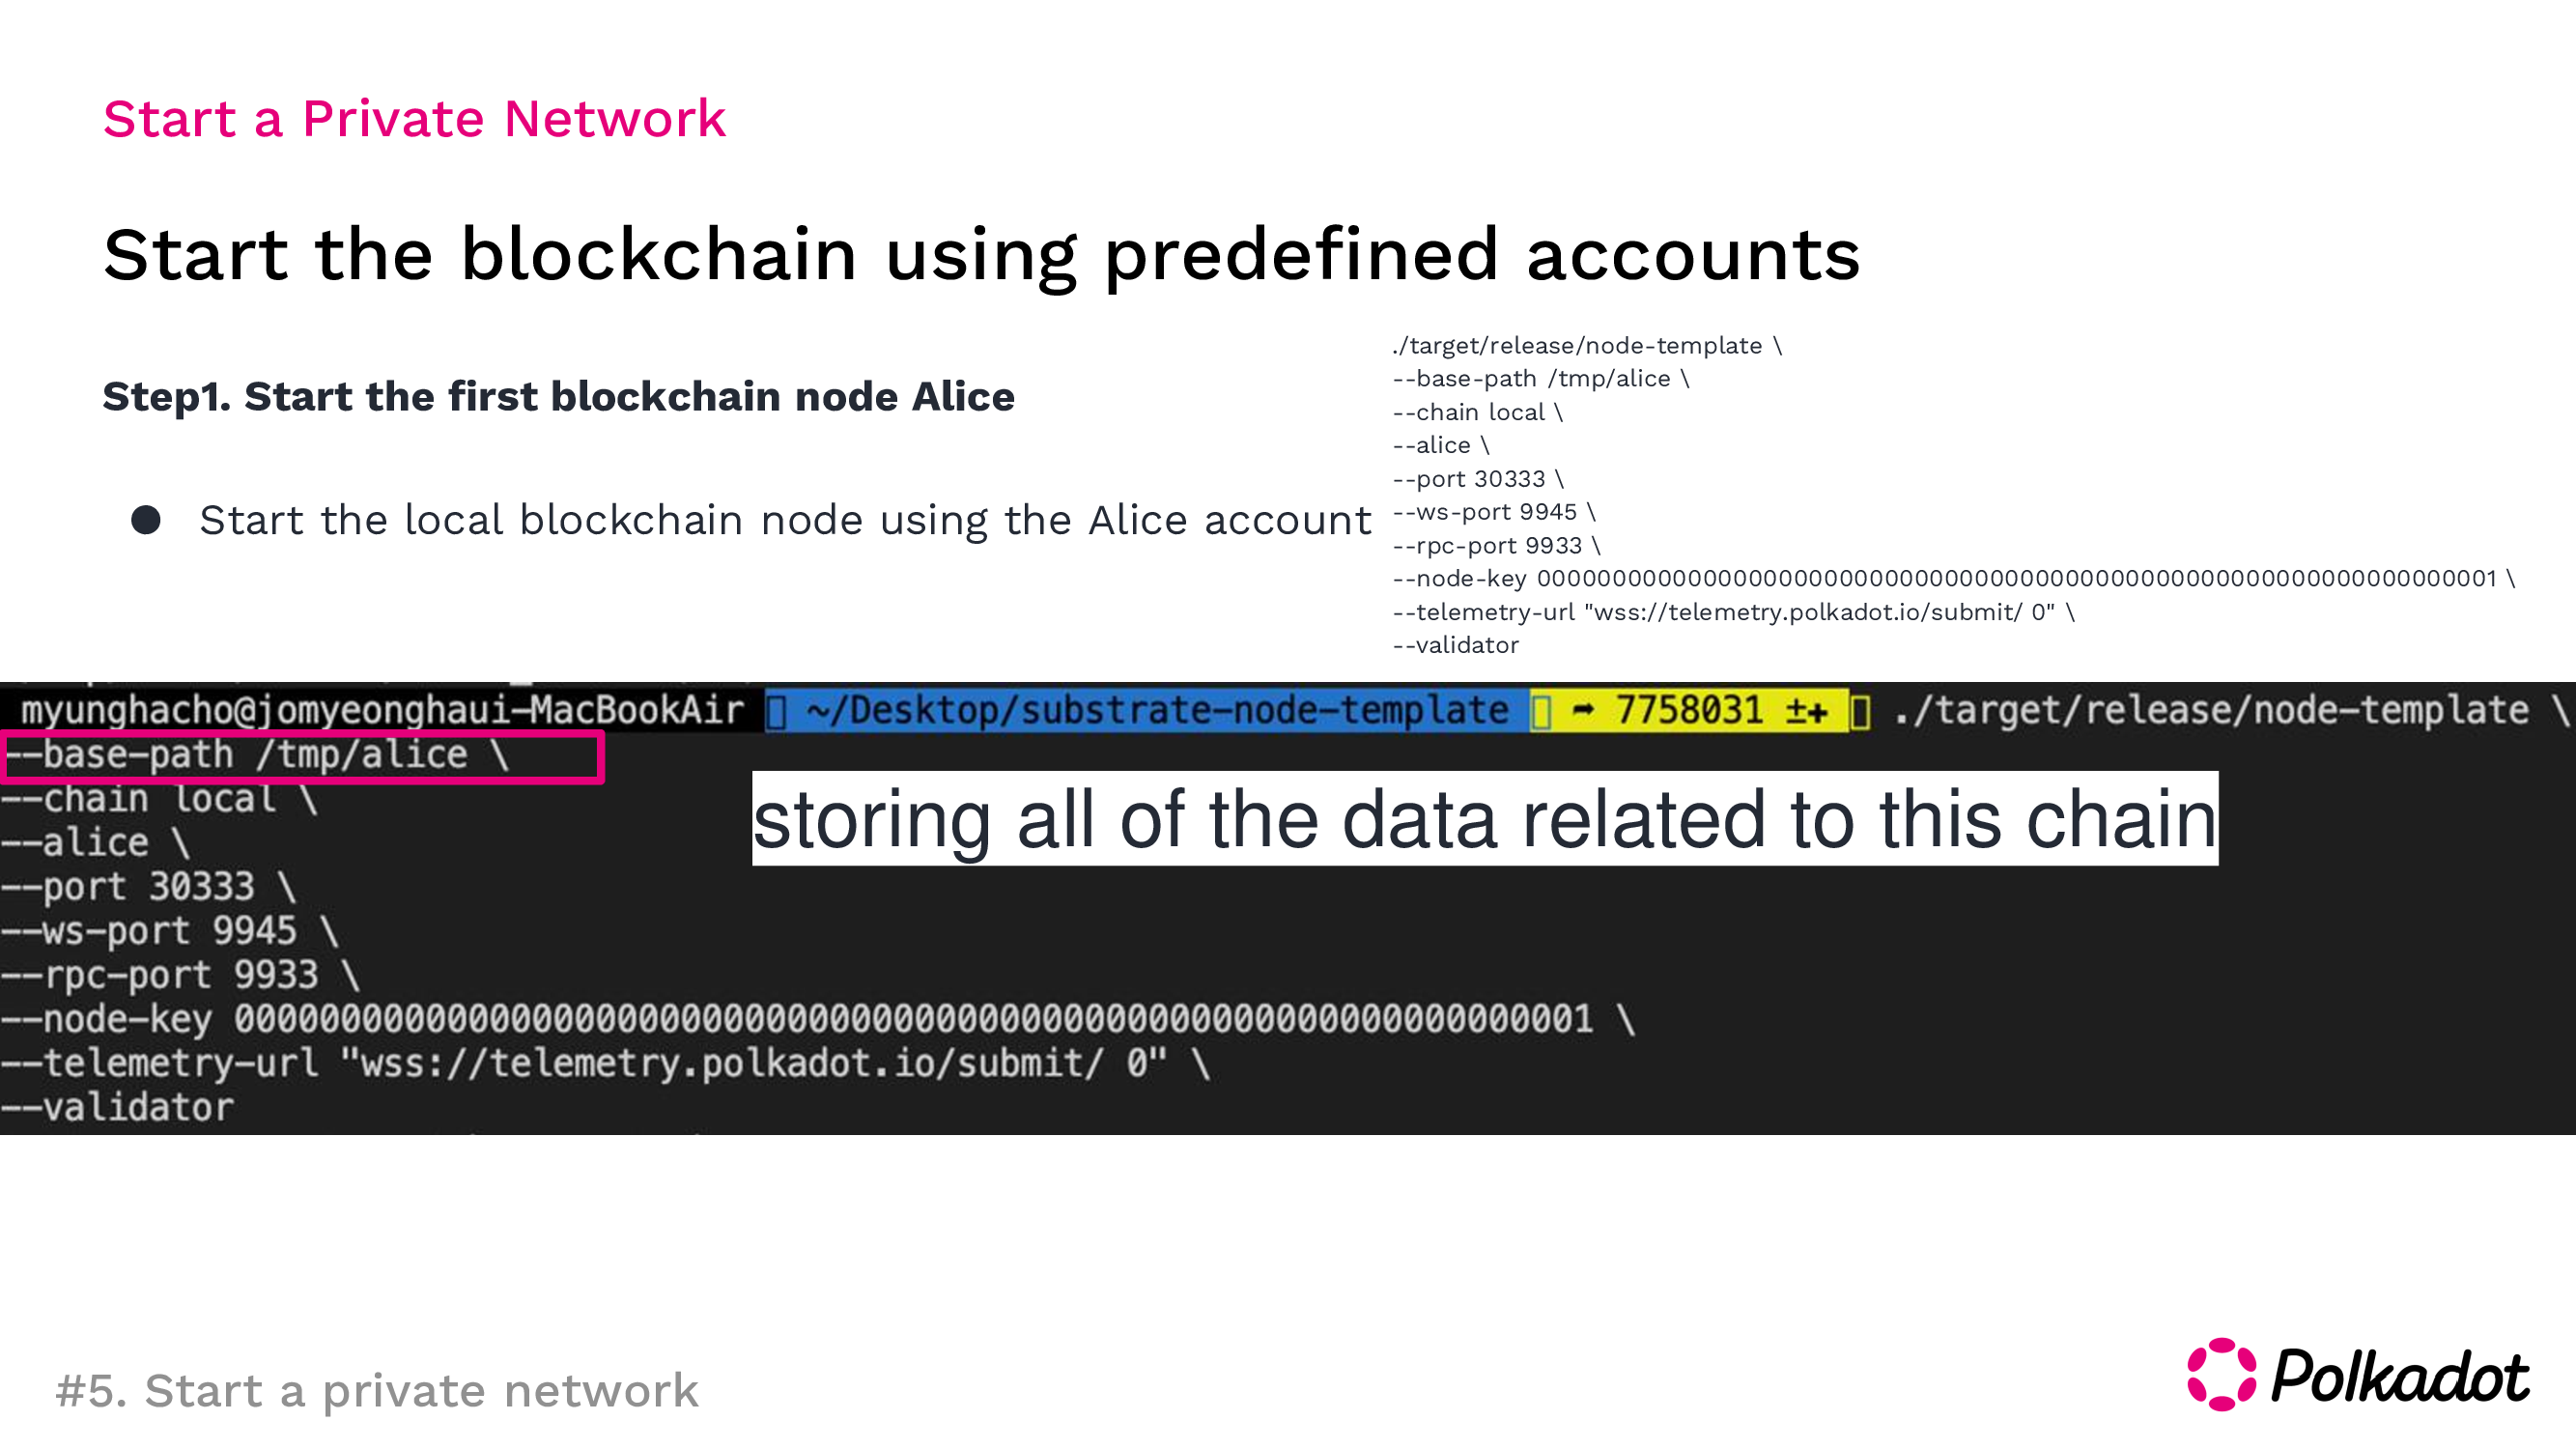 Start a Private Network
Start the blockchain using predefined accounts
Step1. Start the first blockchain node Alice
● Start the local blockchain node using the Alice account
./target/release/node-template \
--base-path /tmp/alice \
--chain local \
--alice \
--port 30333 \
--ws-port 9945 \
--rpc-port 9933 \
--node-key 0000000000000000000000000000000000000000000000000000000000000001 \
--telemetry-url "wss://telemetry.polkadot.io/submit/ 0" \
--validator
myunghacho@jomyeonghaui-MacBookAir ~/Desktop/substrate-node-template ➦ 7758031 ±✚ ./target/release/node-template \
--base-path /tmp/alice \
--chain local \
--alice \
--port 30333 \
--ws-port 9945 \
--rpc-port 9933 \
--node-key 0000000000000000000000000000000000000000000000000000000000000001 \
--telemetry-url "wss://telemetry.polkadot.io/submit/ 0" \
--validator
storing all of the data related to this chain
#5. Start a private network
Polkadot